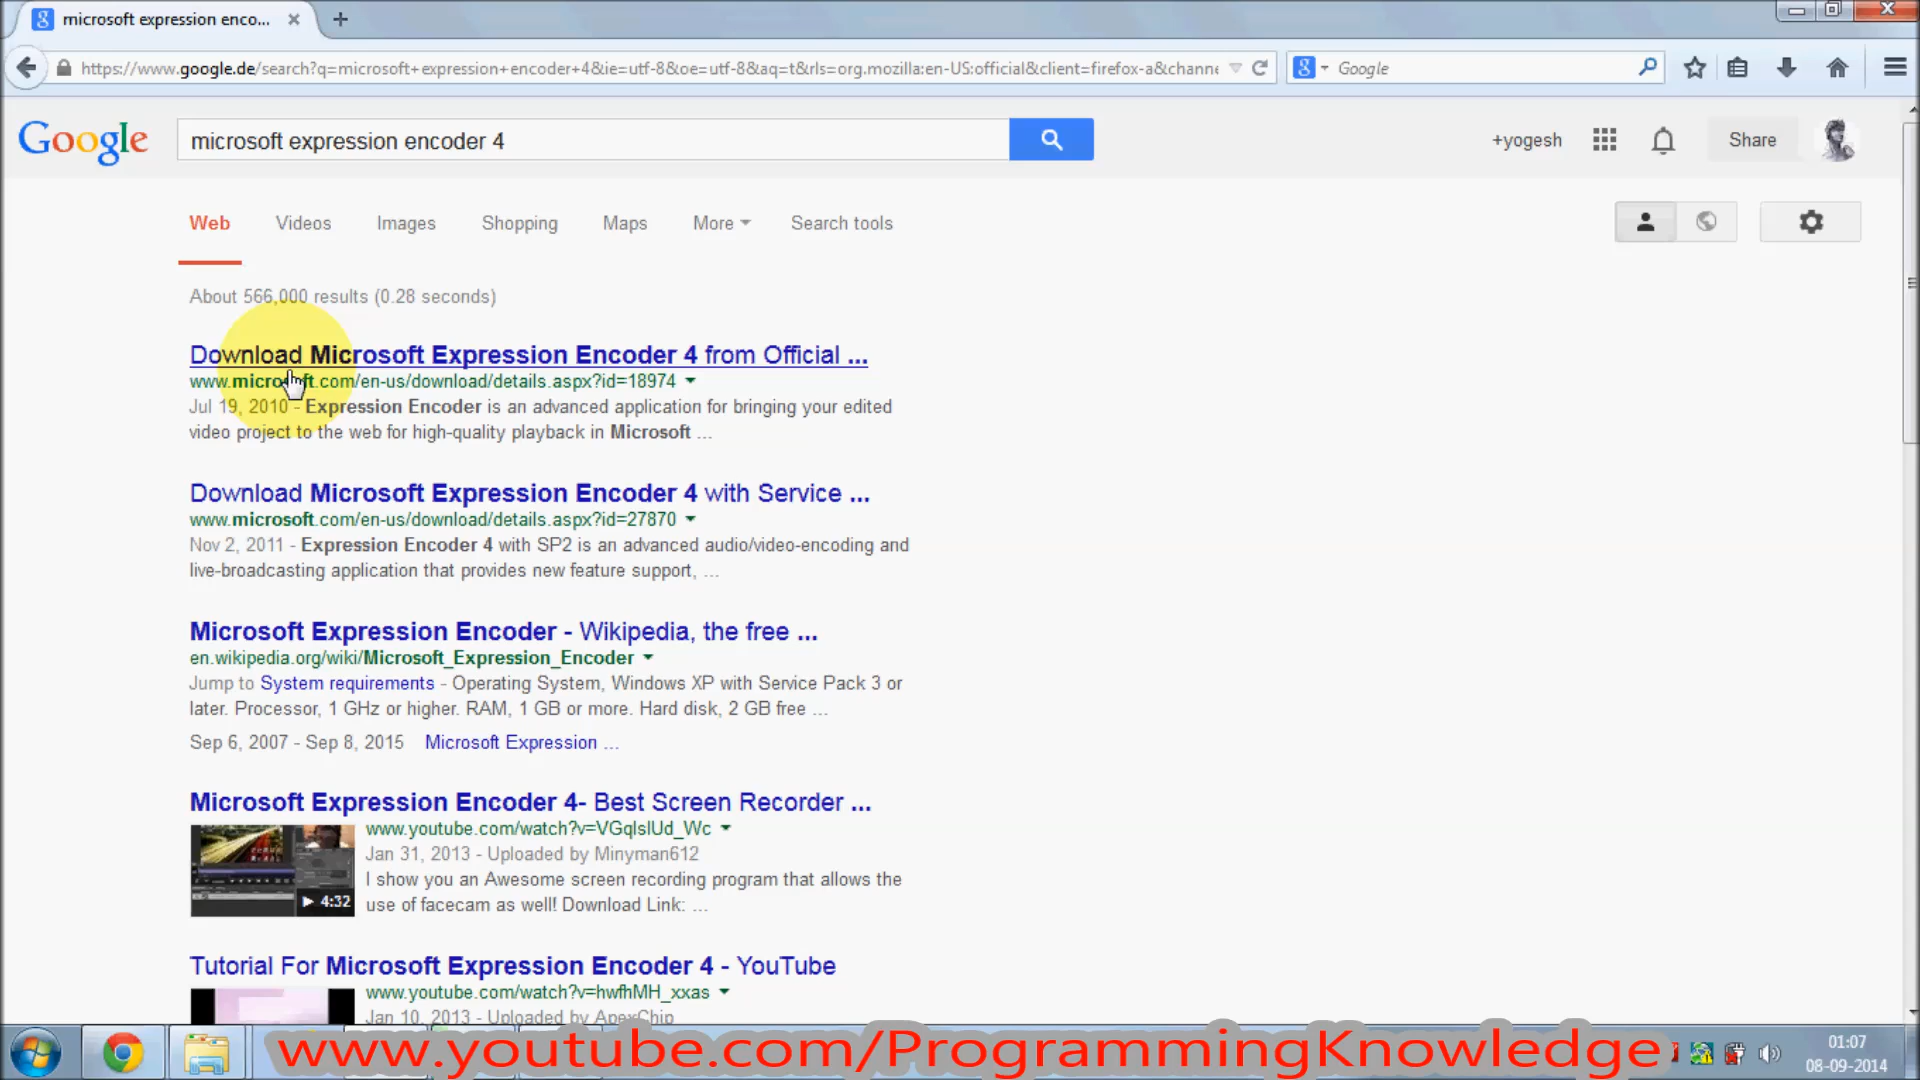 microsoft expression enco...
https://www.google.de/search?q=microsoft+expression+encoder+4&ie=utf-8&oe=utf-8&aq=t&rls=org.mozilla:en-US:official&client=firefox-a&channe
Google
Google
microsoft expression encoder 4
+yogesh
Share
Web Videos Images Shopping Maps More Search tools
About 566,000 results (0.28 seconds)
Download Microsoft Expression Encoder 4 from Official ...
www.microsoft.com/en-us/download/details.aspx?id=18974
Jul 19, 2010 - Expression Encoder is an advanced application for bringing your edited
video project to the web for high-quality playback in Microsoft ...
Download Microsoft Expression Encoder 4 with Service ...
www.microsoft.com/en-us/download/details.aspx?id=27870
Nov 2, 2011 - Expression Encoder 4 with SP2 is an advanced audio/video-encoding and
live-broadcasting application that provides new feature support, ...
Microsoft Expression Encoder - Wikipedia, the free ...
en.wikipedia.org/wiki/Microsoft_Expression_Encoder
Jump to System requirements - Operating System, Windows XP with Service Pack 3 or
later. Processor, 1 GHz or higher. RAM, 1 GB or more. Hard disk, 2 GB free ...
Sep 6, 2007 - Sep 8, 2015 Microsoft Expression ...
Microsoft Expression Encoder 4- Best Screen Recorder ...
www.youtube.com/watch?v=VGqlslUd_Wc
Jan 31, 2013 - Uploaded by Minyman612
I show you an Awesome screen recording program that allows the
use of facecam as well! Download Link: ...
4:32
Tutorial For Microsoft Expression Encoder 4 - YouTube
www.youtube.com/watch?v=hwfhMH_xxas
Jan 10, 2013 - Uploaded by ApexChip
www.youtube.com/ProgrammingKnowledge
01:07
08-09-2014